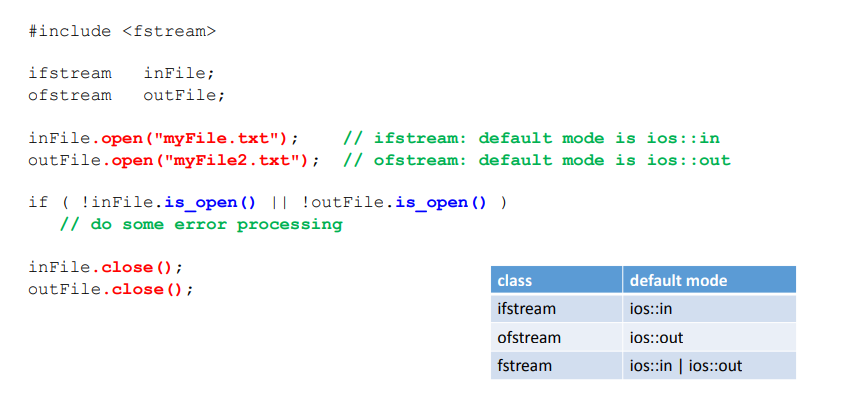 #include <fstream>
ifstream   inFile;
ofstream   outFile;
inFile.open("myFile.txt");    // ifstream: default mode is ios::in
outFile.open("myFile2.txt");  // ofstream: default mode is ios::out
if ( !inFile.is_open() || !outFile.is_open() )
   // do some error processing
inFile.close();
outFile.close();
class   default mode
ifstream   ios::in
ofstream   ios::out
fstream   ios::in | ios::out